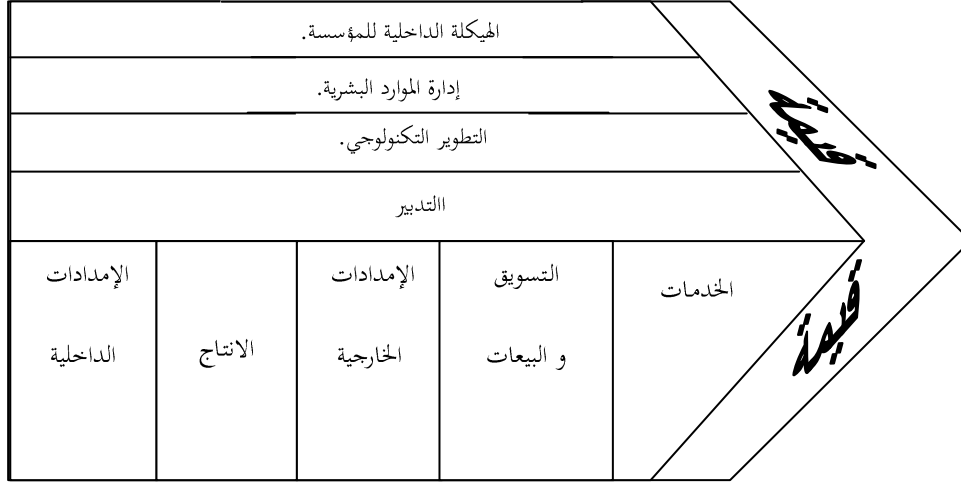 الهيكلة الداخلية للمؤسسة.
إدارة الموارد البشرية.
التطوير التكنولوجي.
االتدبير
الإمدادات
الداخلية
الانتاج
الإمدادات
الخارجية
التسويق
و البيعات
الخدمات
قيمة
قيمة